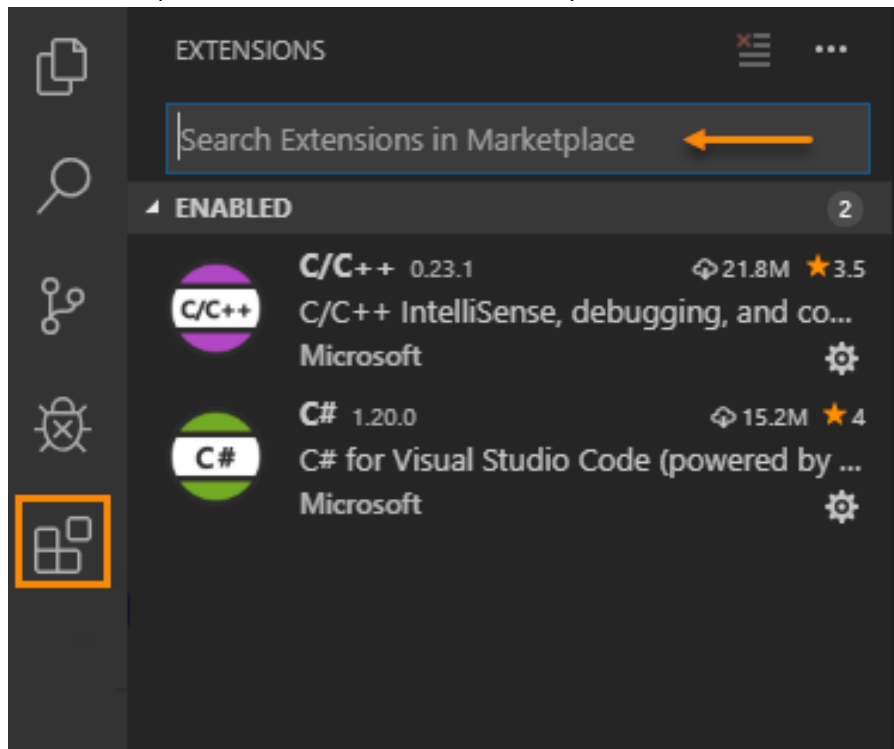 EXTENSIONS
Search Extensions in Marketplace
ENABLED 2
C/C++ 0.23.1 21.8M 3.5
C/C++
C/C++ IntelliSense, debugging, and co...
Microsoft
C# 1.20.0 15.2M 4
C#
C# for Visual Studio Code (powered by ...
Microsoft